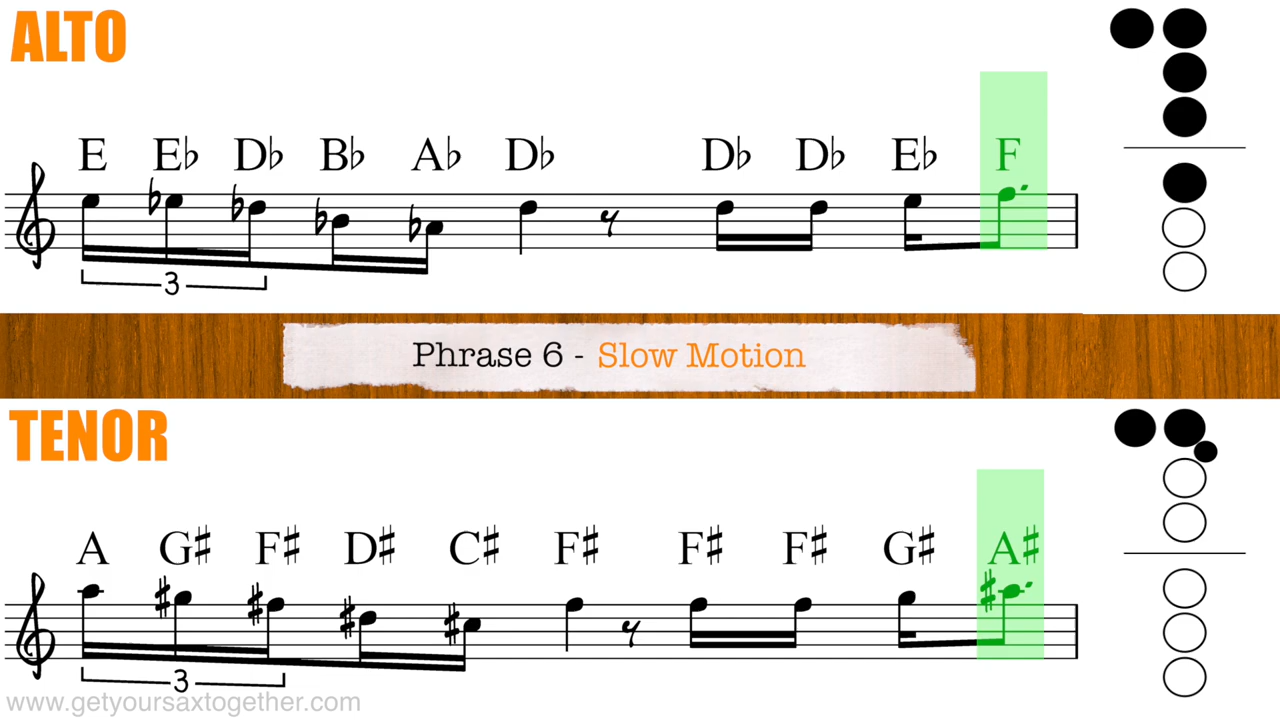 ALTO
E E♭ D♭ B♭ A♭ D♭ D♭ D♭ E♭ F
3
Phrase 6 - Slow Motion
TENOR
A G♯ F♯ D♯ C♯ F♯ F♯ F♯ G♯ A♯
3
www.getyoursaxtogether.com